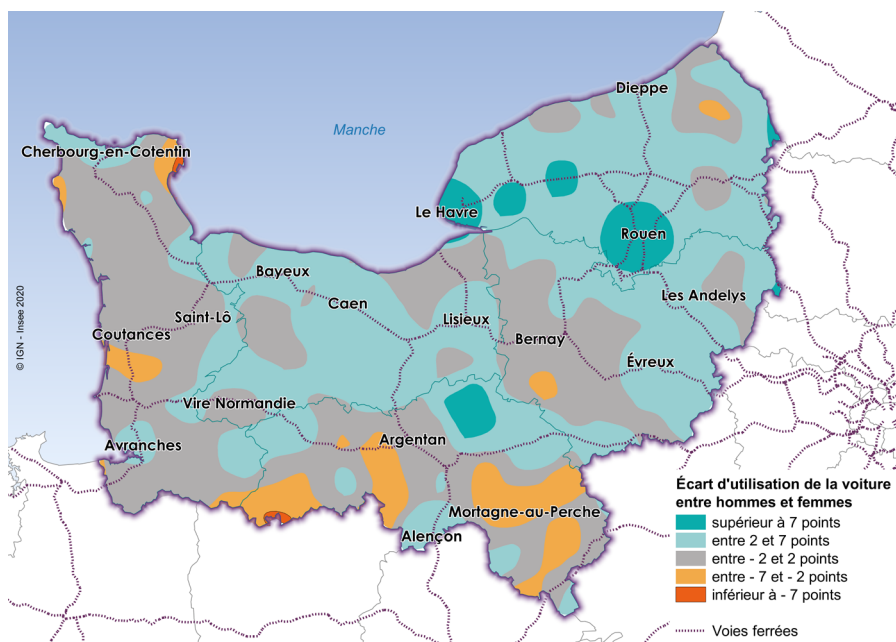 Dieppe
Manche
Cherbourg-en-Cotentin
Le Havre
Rouen
Bayeux
Caen
Les Andelys
Saint-Lô
Lisieux
Coutances
Bernay
Évreux
Vire Normandie
Avranches
Argentan
Mortagne-au-Perche
Alençon
© IGN - Insee 2020
Écart d'utilisation de la voiture
entre hommes et femmes
supérieur à 7 points
entre 2 et 7 points
entre - 2 et 2 points
entre - 7 et - 2 points
inférieur à - 7 points
Voies ferrées